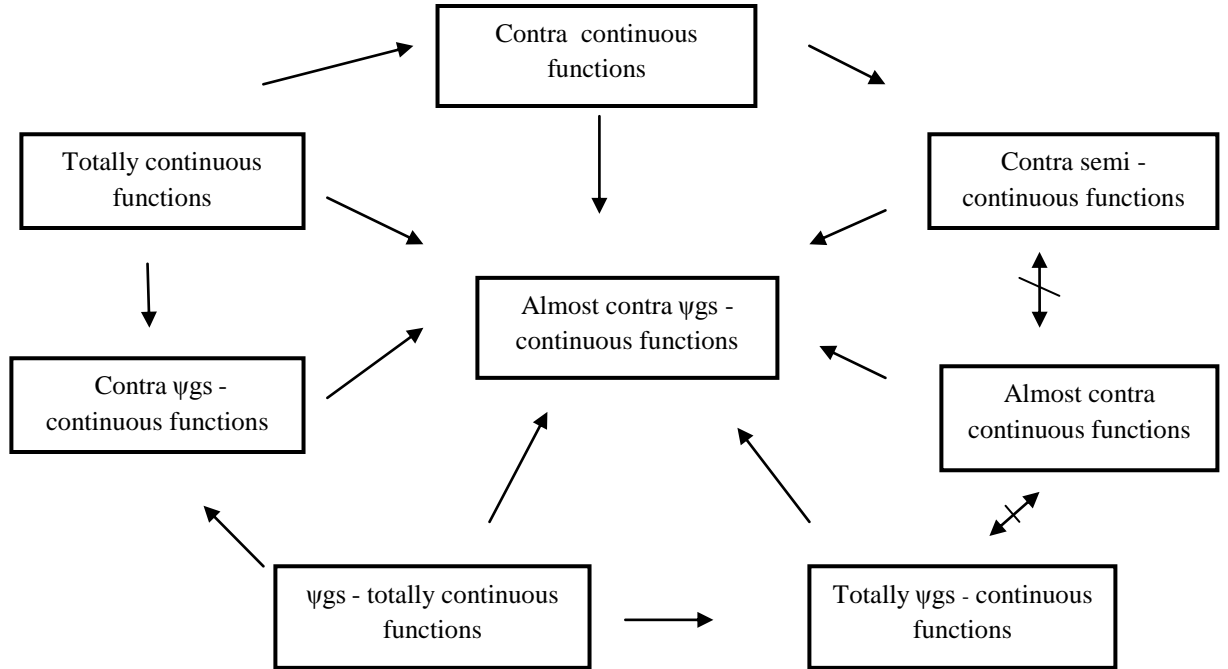 Contra continuous
functions
Totally continuous
functions
Contra semi -
continuous functions
Almost contra ψgs -
continuous functions
Contra ψgs -
continuous functions
Almost contra
continuous functions
ψgs - totally continuous
functions
Totally ψgs - continuous
functions